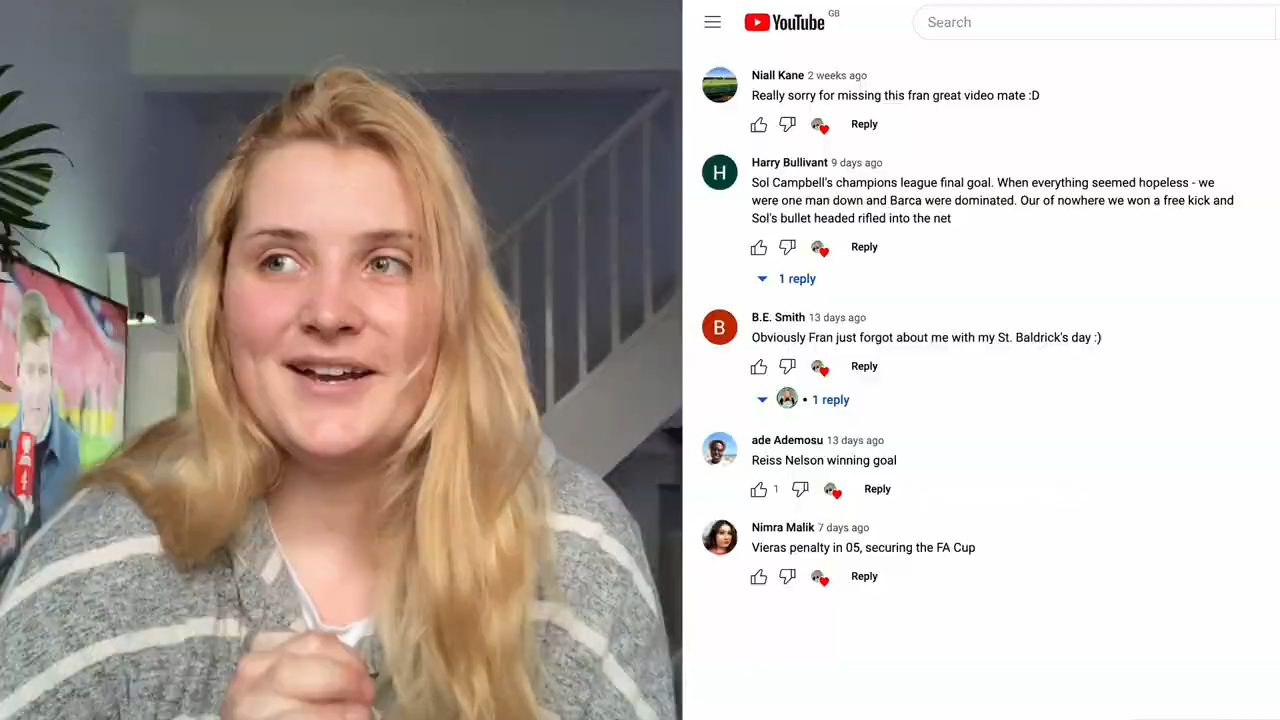 YouTube GB
Search
Niall Kane 2 weeks ago
Really sorry for missing this fran great video mate :D
Reply
H
Harry Bullivant 9 days ago
Sol Campbell's champions league final goal. When everything seemed hopeless - we
were one man down and Barca were dominated. Our of nowhere we won a free kick and
Sol's bullet headed rifled into the net
Reply
1 reply
B
B.E. Smith 13 days ago
Obviously Fran just forgot about me with my St. Baldrick's day :)
Reply
• 1 reply
ade Ademosu 13 days ago
Reiss Nelson winning goal
1 Reply
Nimra Malik 7 days ago
Vieras penalty in 05, securing the FA Cup
Reply